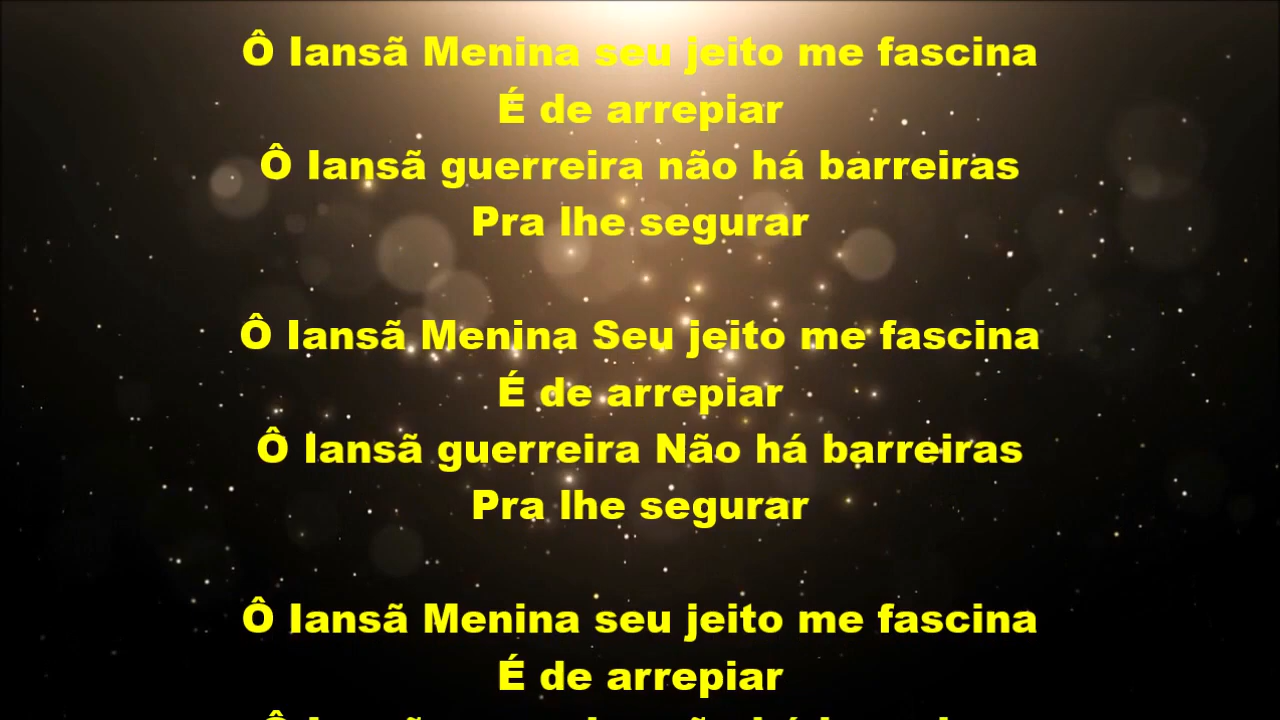 Ô Iansã Menina seu jeito me fascina
É de arrepiar
Ô Iansã guerreira não há barreiras
Pra lhe segurar
Ô Iansã Menina Seu jeito me fascina
É de arrepiar
Ô Iansã guerreira Não há barreiras
Pra lhe segurar
Ô Iansã Menina seu jeito me fascina
É de arrepiar